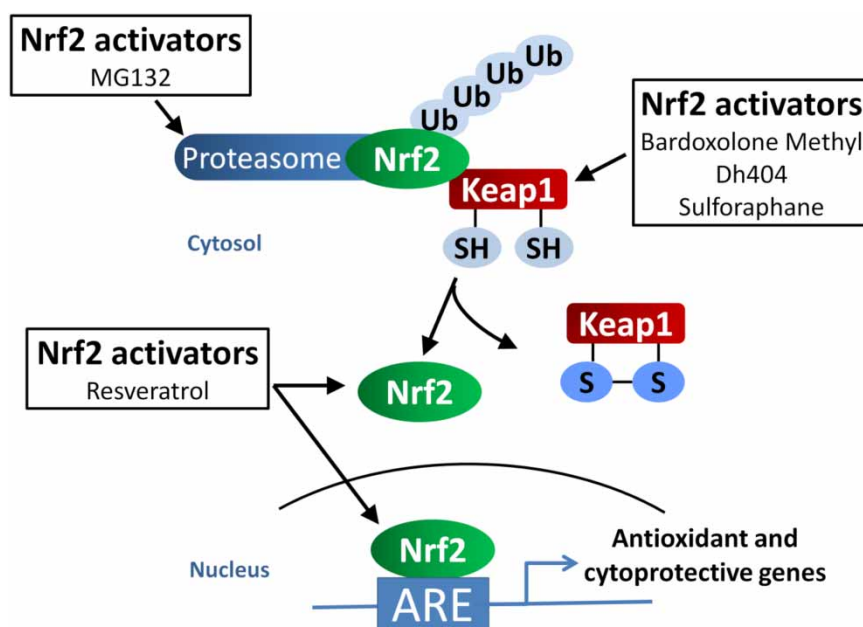 Nrf2 activators
MG132
Ub
Ub
Ub
Ub
Proteasome
Nrf2
Keap1
SH
SH
Nrf2 activators
Bardoxolone Methyl
Dh404
Sulforaphane
Cytosol
Nrf2 activators
Resveratrol
Nrf2
Keap1
S
S
Nrf2
ARE
Nucleus
Antioxidant and
cytoprotective genes